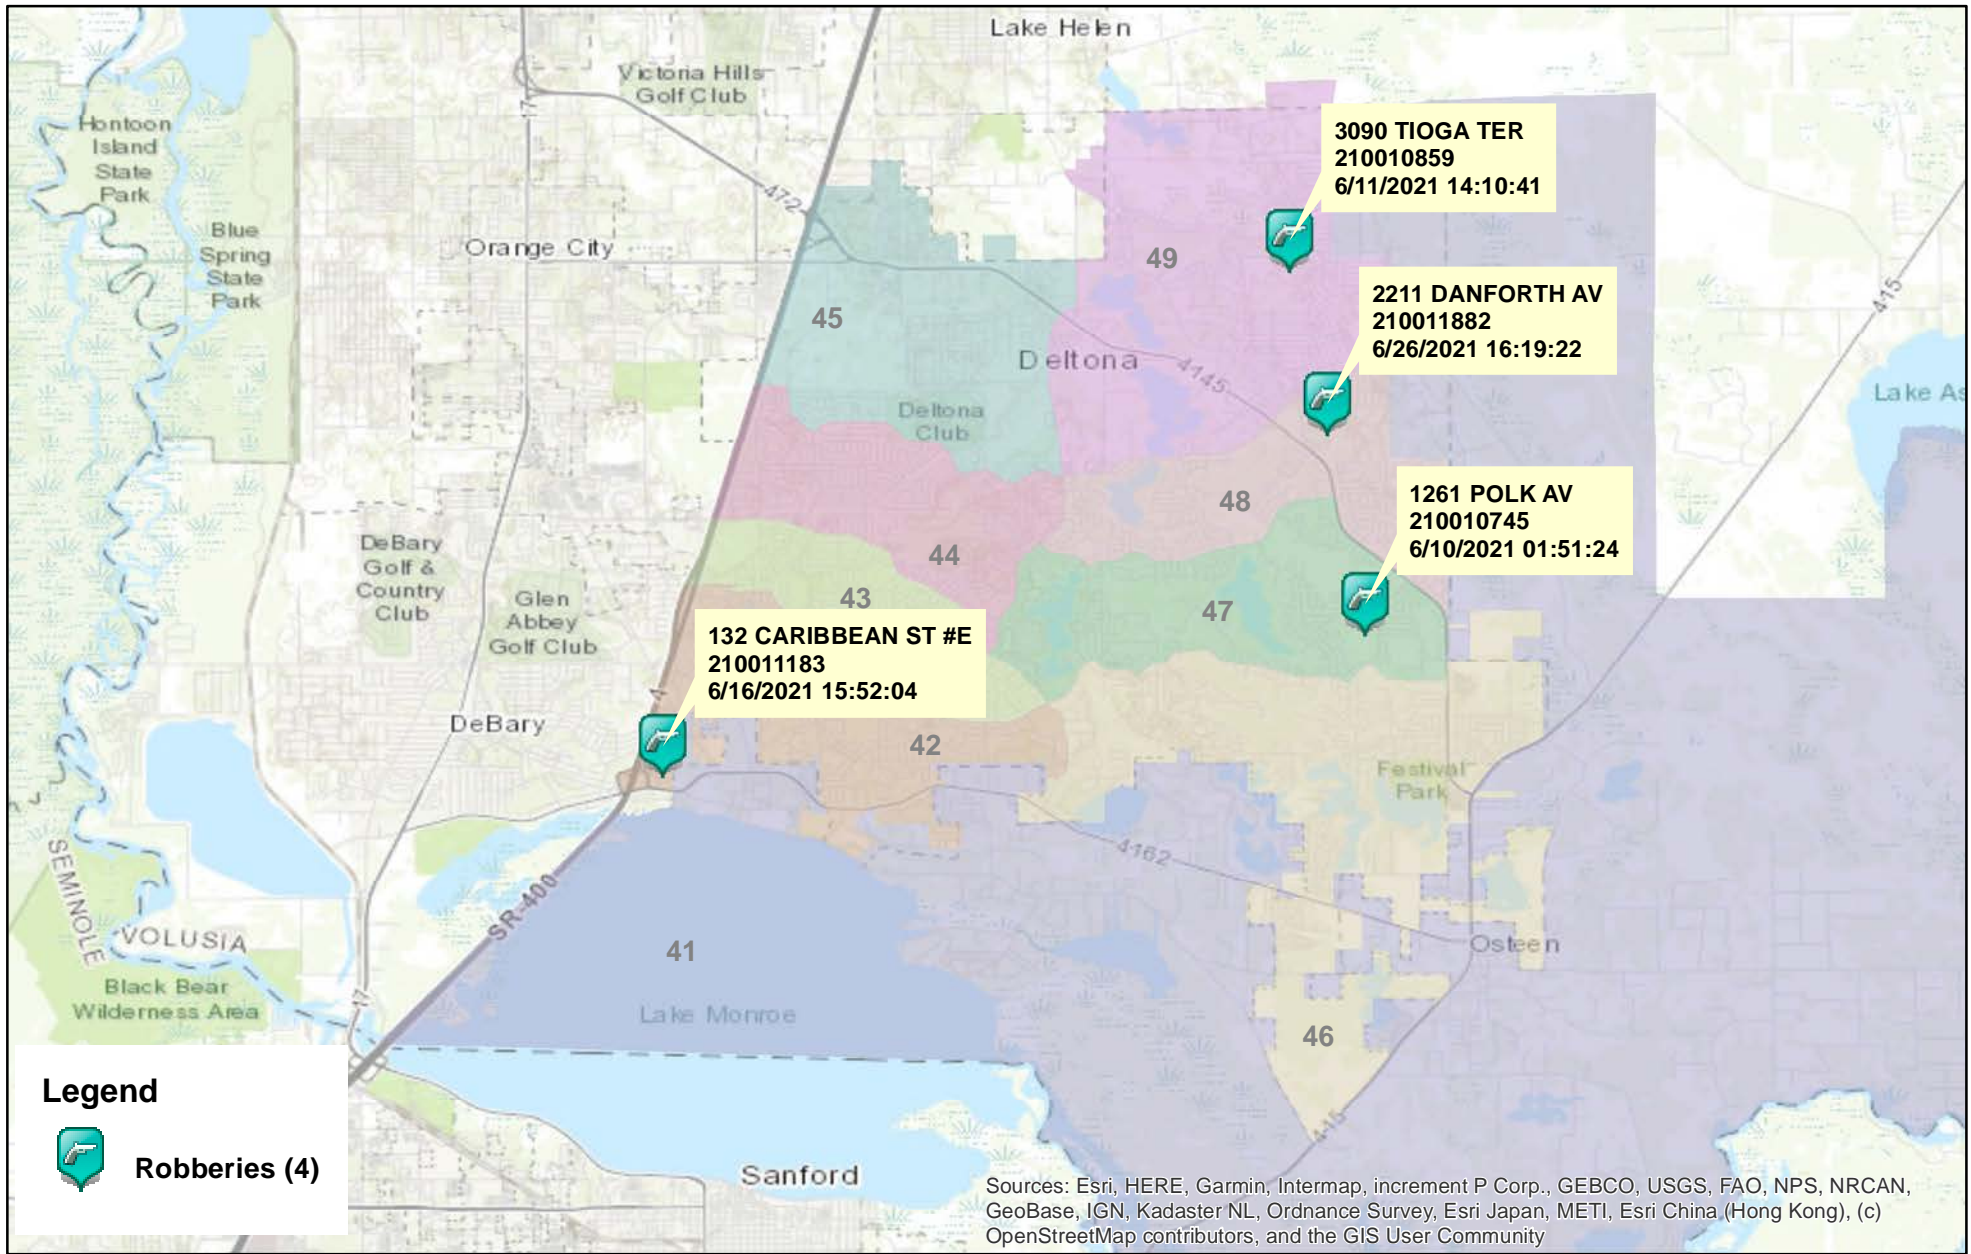 Lake Helen
Victoria Hills
Golf Club
Hontoon
Island
State
Park
17
3090 TIOGA TER
210010859
6/11/2021 14:10:41
472
Blue
Spring
State
Park
Orange City
49
45
2211 DANFORTH AV
210011882
6/26/2021 16:19:22
415
Deltona
4145
Lake As
Deltona
Club
48
1261 POLK AV
210010745
6/10/2021 01:51:24
44
DeBary
Golf &
Country
Club
Glen
Abbey
Golf Club
43
47
132 CARIBBEAN ST #E
210011183
6/16/2021 15:52:04
4
DeBary
42
Festival
Park
4162
SEMINOLE
VOLUSIA
SR-400
41
Osteen
Black Bear
Wilderness Area
17
Lake Monroe
46
415
Legend
Robberies (4)
Sanford
Sources: Esri, HERE, Garmin, Intermap, increment P Corp., GEBCO, USGS, FAO, NPS, NRCAN,
GeoBase, IGN, Kadaster NL, Ordnance Survey, Esri Japan, METI, Esri China (Hong Kong), (c)
OpenStreetMap contributors, and the GIS User Community